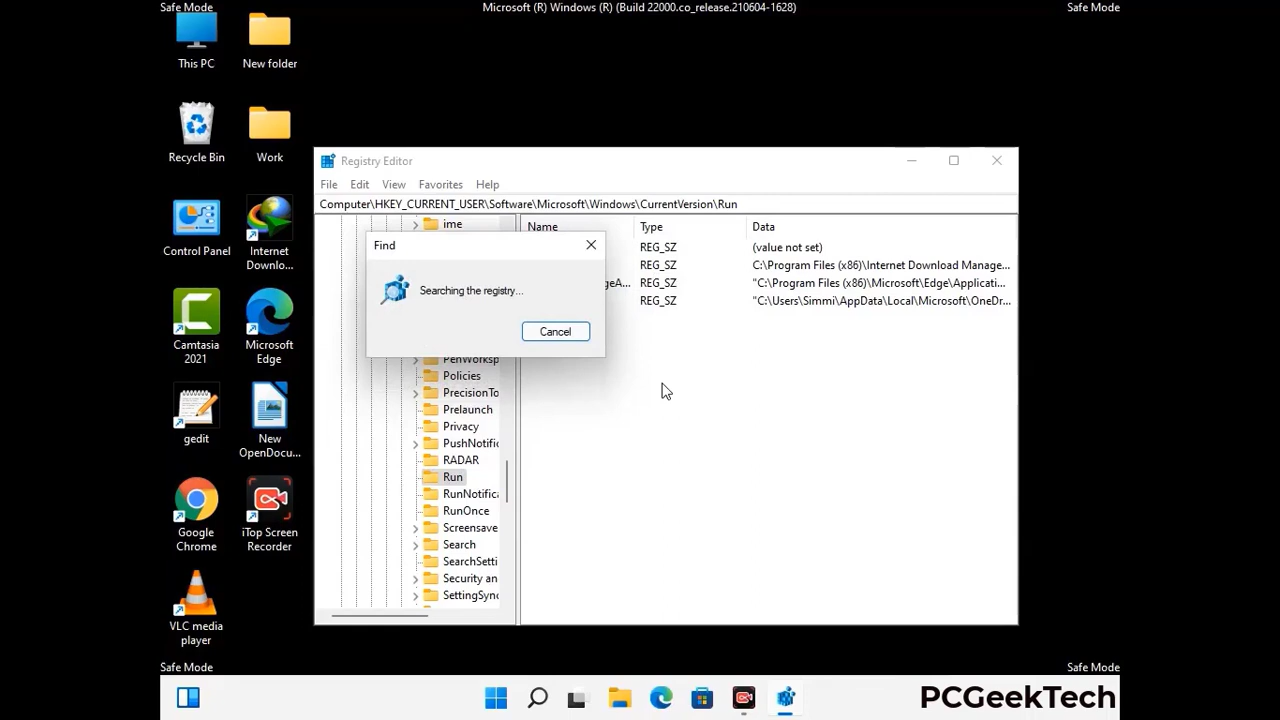 Safe Mode
Microsoft (R) Windows (R) (Build 22000.co_release.210604-1628)
Safe Mode
This PC
New folder
Recycle Bin
Work
Control Panel
Internet
Downlo...
Camtasia
2021
Microsoft
Edge
gedit
New
OpenDocu...
Google
Chrome
iTop Screen
Recorder
VLC media
player
Registry Editor
File Edit View Favorites Help
Computer\HKEY_CURRENT_USER\Software\Microsoft\Windows\CurrentVersion\Run
ime
PenWorksp
Policies
PrecisionTo
Prelaunch
Privacy
PushNotific
RADAR
Run
RunNotifica
RunOnce
Screensave
Search
SearchSetti
Security an
SettingSync
Name Type Data
REG_SZ (value not set)
REG_SZ C:\Program Files (x86)\Internet Download Manage...
geA... REG_SZ "C:\Program Files (x86)\Microsoft\Edge\Applicati...
REG_SZ "C:\Users\Simmi\AppData\Local\Microsoft\OneDr...
Find
Searching the registry...
Cancel
Safe Mode
Safe Mode
PCGeekTech